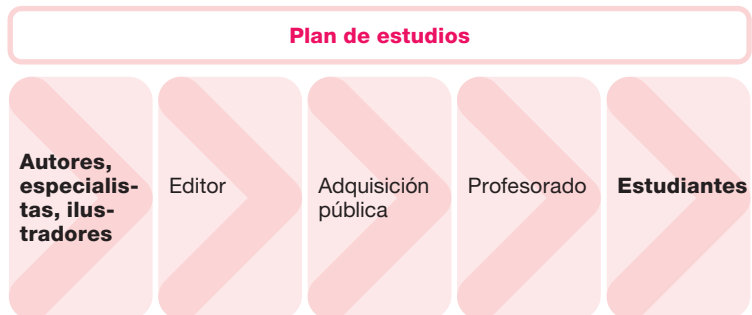 Plan de estudios
Autores,
especialis-
tas, ilus-
tradores
Editor
Adquisición
pública
Profesorado
Estudiantes